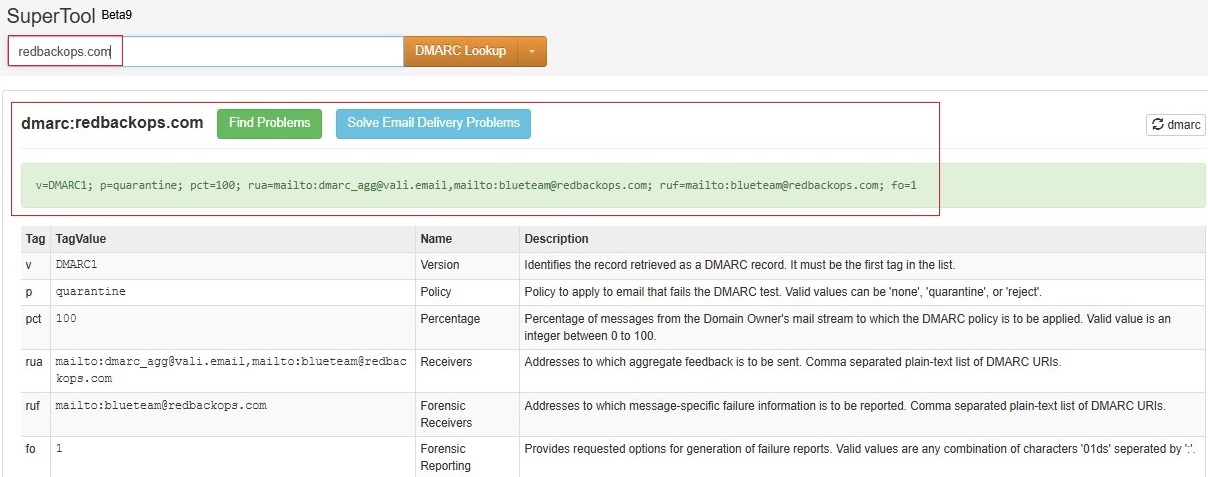 SuperTool Beta9
redbackops.com DMARC Lookup
dmarc:redbackops.com Find Problems Solve Email Delivery Problems dmarc
v=DMARC1; p=quarantine; pct=100; rua=mailto:dmarc_agg@vali.email,mailto:blueteam@redbackops.com; ruf=mailto:blueteam@redbackops.com; fo=1
Tag TagValue Name Description
v DMARC1 Version Identifies the record retrieved as a DMARC record. It must be the first tag in the list.
p quarantine Policy Policy to apply to email that fails the DMARC test. Valid values can be 'none', 'quarantine', or 'reject'.
pct 100 Percentage Percentage of messages from the Domain Owner's mail stream to which the DMARC policy is to be applied. Valid value is an
integer between 0 to 100.
rua mailto:dmarc_agg@vali.email,mailto:blueteam@redbac Receivers Addresses to which aggregate feedback is to be sent. Comma separated plain-text list of DMARC URIs.
kops.com
ruf mailto:blueteam@redbackops.com Forensic Addresses to which message-specific failure information is to be reported. Comma separated plain-text list of DMARC URIs.
Receivers
fo 1 Forensic Provides requested options for generation of failure reports. Valid values are any combination of characters '01ds' seperated by ':'.
Reporting